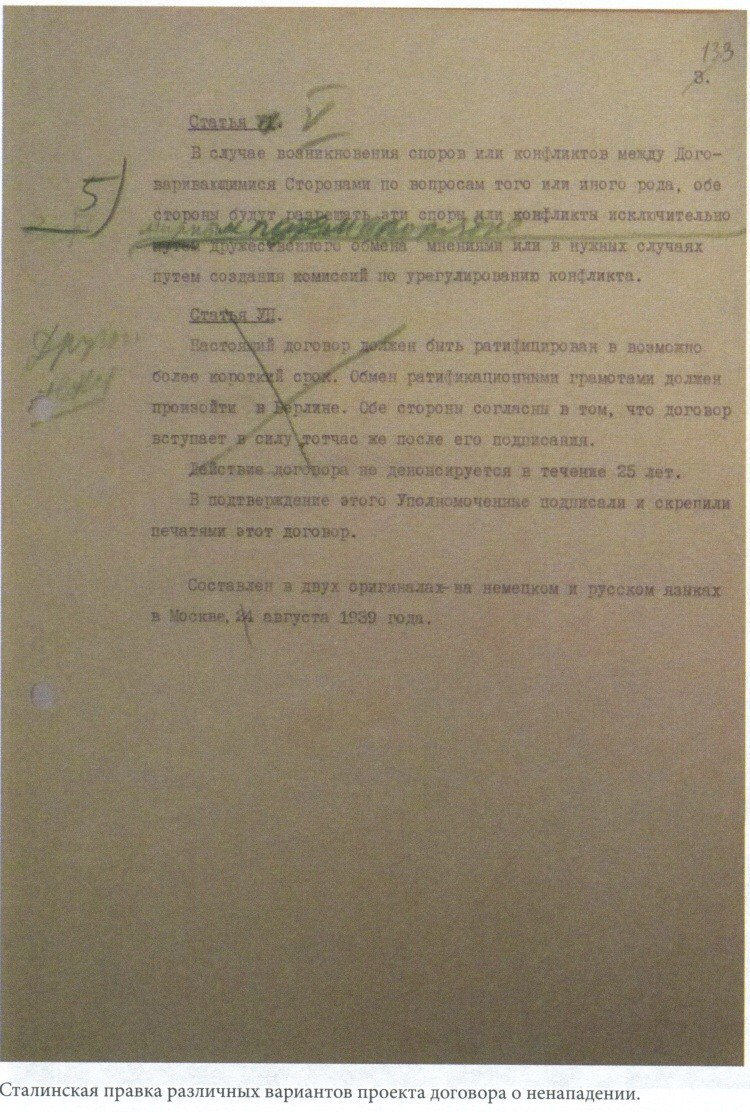 133
3.
Статья V
В случае возникновения споров или конфликтов между Дого-
варивающимися Сторонами по вопросам того или иного рода, обе
5)
стороны будут разрешать эти споры или конфликты исключительно
мирным путем в порядке
путем дружественного обмена мнениями или в нужных случаях
путем создания комиссий по урегулированию конфликта.
Статья УП.
Настоящий договор должен быть ратифицирован в возможно
более короткий срок. Обмен ратификационными грамотами должен
произойти в Берлине. Обе стороны согласны в том, что договор
вступает в силу тотчас же после его подписания.
Действие договора не денонсируется в течение 25 лет.
В подтверждение этого Уполномоченные подписали и скрепили
печатями этот договор.
Составлен в двух оригиналах на немецком и русском языках
в Москве, 24 августа 1939 года.
Сталинская правка различных вариантов проекта договора о ненападении.